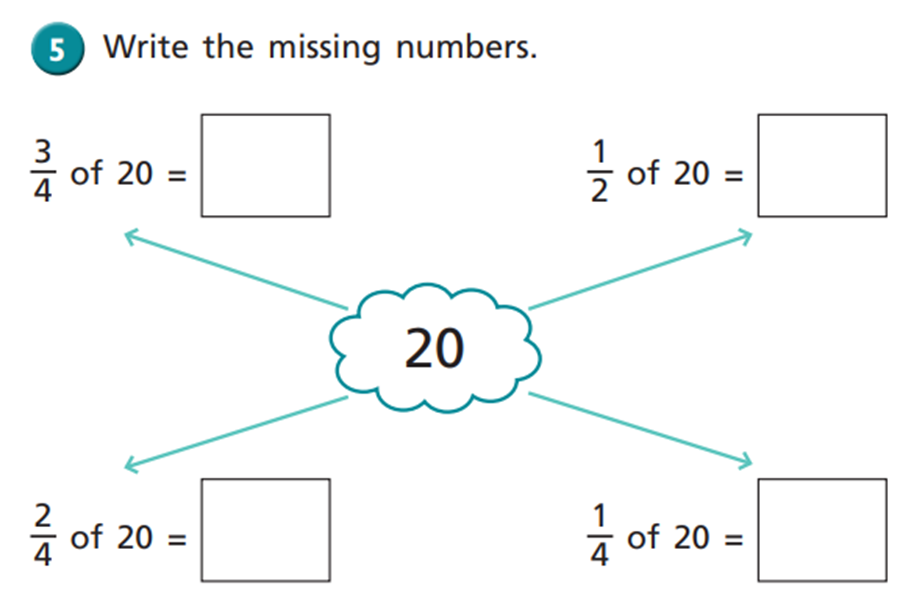 5 Write the missing numbers.
3/4 of 20 =
1/2 of 20 =
20
2/4 of 20 =
1/4 of 20 =